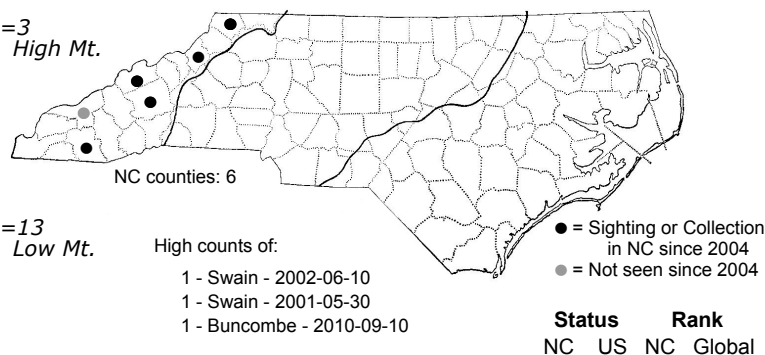 =3
High Mt.
NC counties: 6
=13
Low Mt.
High counts of:
1 - Swain - 2002-06-10
1 - Swain - 2001-05-30
1 - Buncombe - 2010-09-10
= Sighting or Collection
in NC since 2004
= Not seen since 2004
Status Rank
NC US NC Global